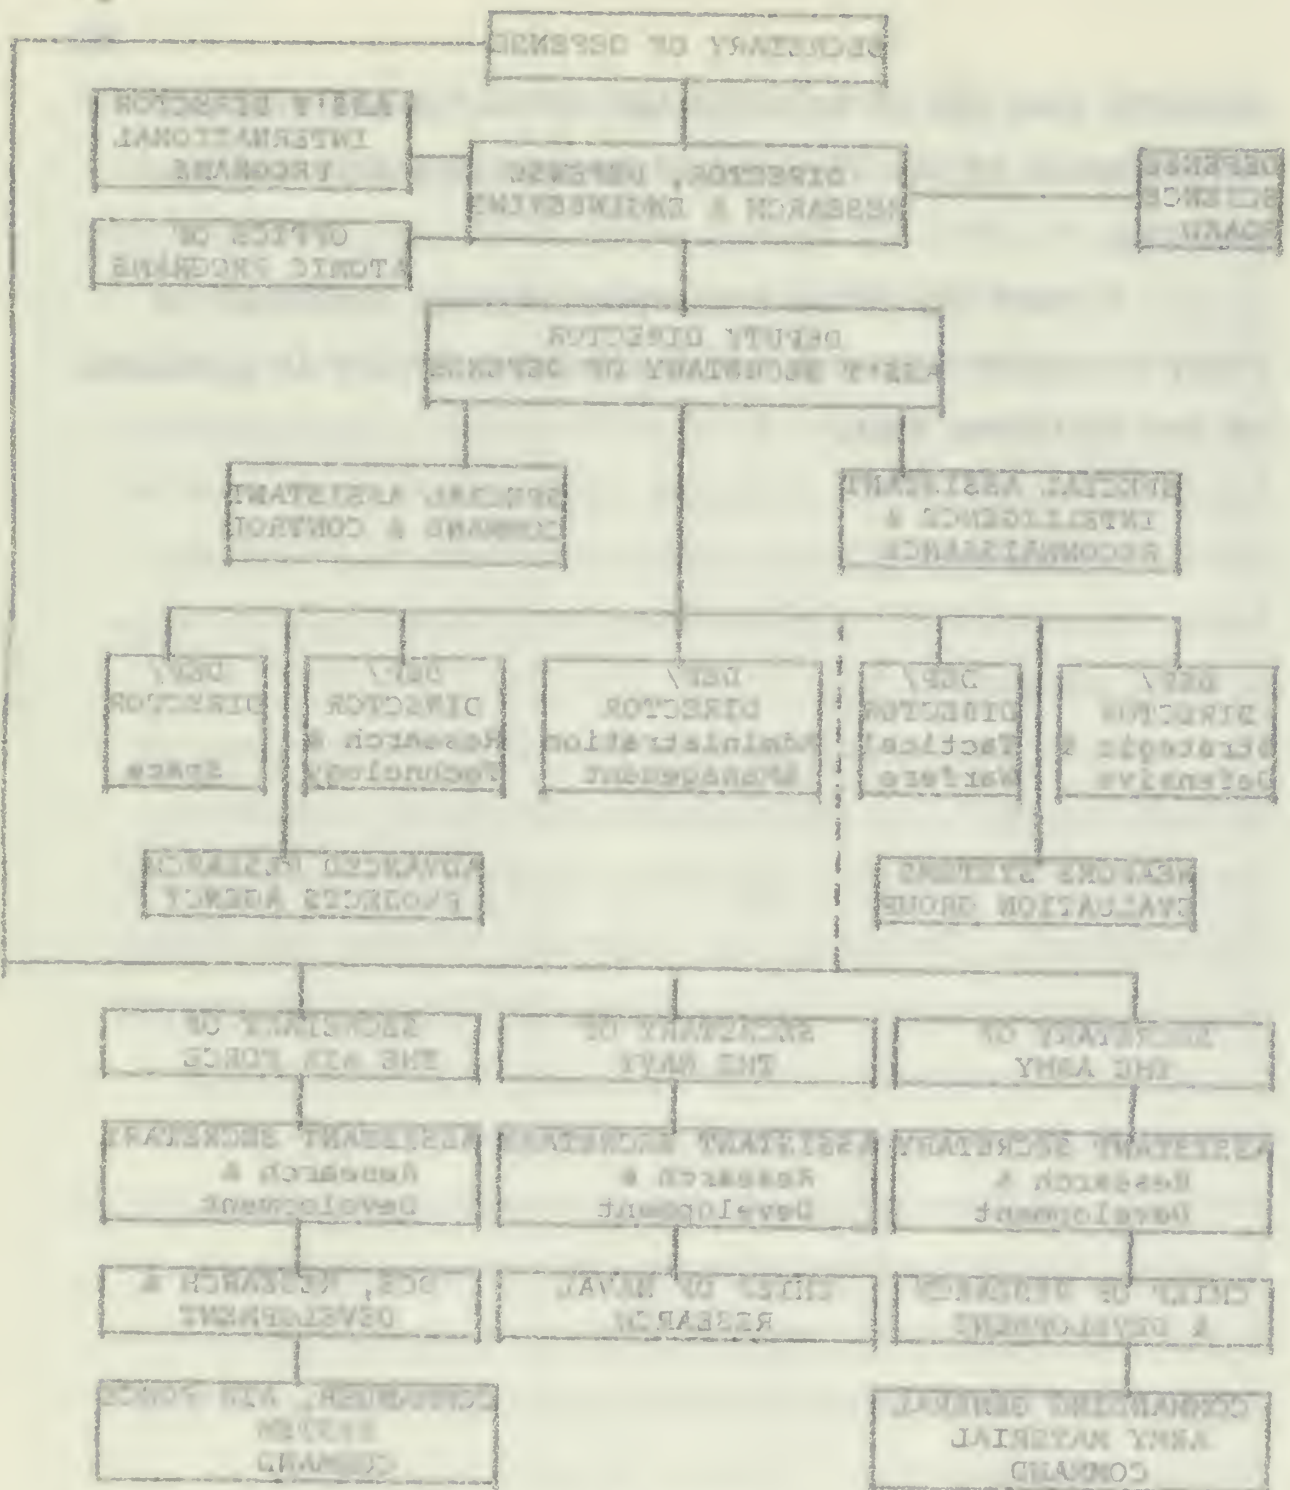 SECRETARY OF DEFENSE
ASS'T DIRECTOR
INTERNATIONAL
PROGRAMS
DIRECTOR, DEFENSE
RESEARCH & ENGINEERING
DEFENSE
SCIENCE
BOARD
OFFICE OF
ATOMIC PROGRAMS
DEPUTY DIRECTOR
ASS'T SECRETARY OF DEFENSE
SPECIAL ASSISTANT
COMMAND & CONTROL
SPECIAL ASSISTANT
INTELLIGENCE &
RECONNAISSANCE
DEP/
DIRECTOR
Strategic &
Defensive
DEP/
DIRECTOR
Tactical
Warfare
DEP/
DIRECTOR
Administration
&Management
DEP/
DIRECTOR
Research &
Technology
DEP/
DIRECTOR
Space
WEAPONS SYSTEMS
EVALUATION GROUP
ADVANCED RESEARCH
PROJECTS AGENCY
SECRETARY OF
THE ARMY
SECRETARY OF
THE NAVY
SECRETARY OF
THE AIR FORCE
ASSISTANT SECRETARY
Research &
Development
ASSISTANT SECRETARY
Research &
Development
ASSISTANT SECRETARY
Research &
Development
CHIEF OF RESEARCH
& DEVELOPMENT
CHIEF OF NAVAL
RESEARCH
DCS, RESEARCH &
DEVELOPMENT
COMMANDING GENERAL
ARMY MATERIAL
COMMAND
COMMANDER, AIR FORCE
SYSTEM
COMMAND